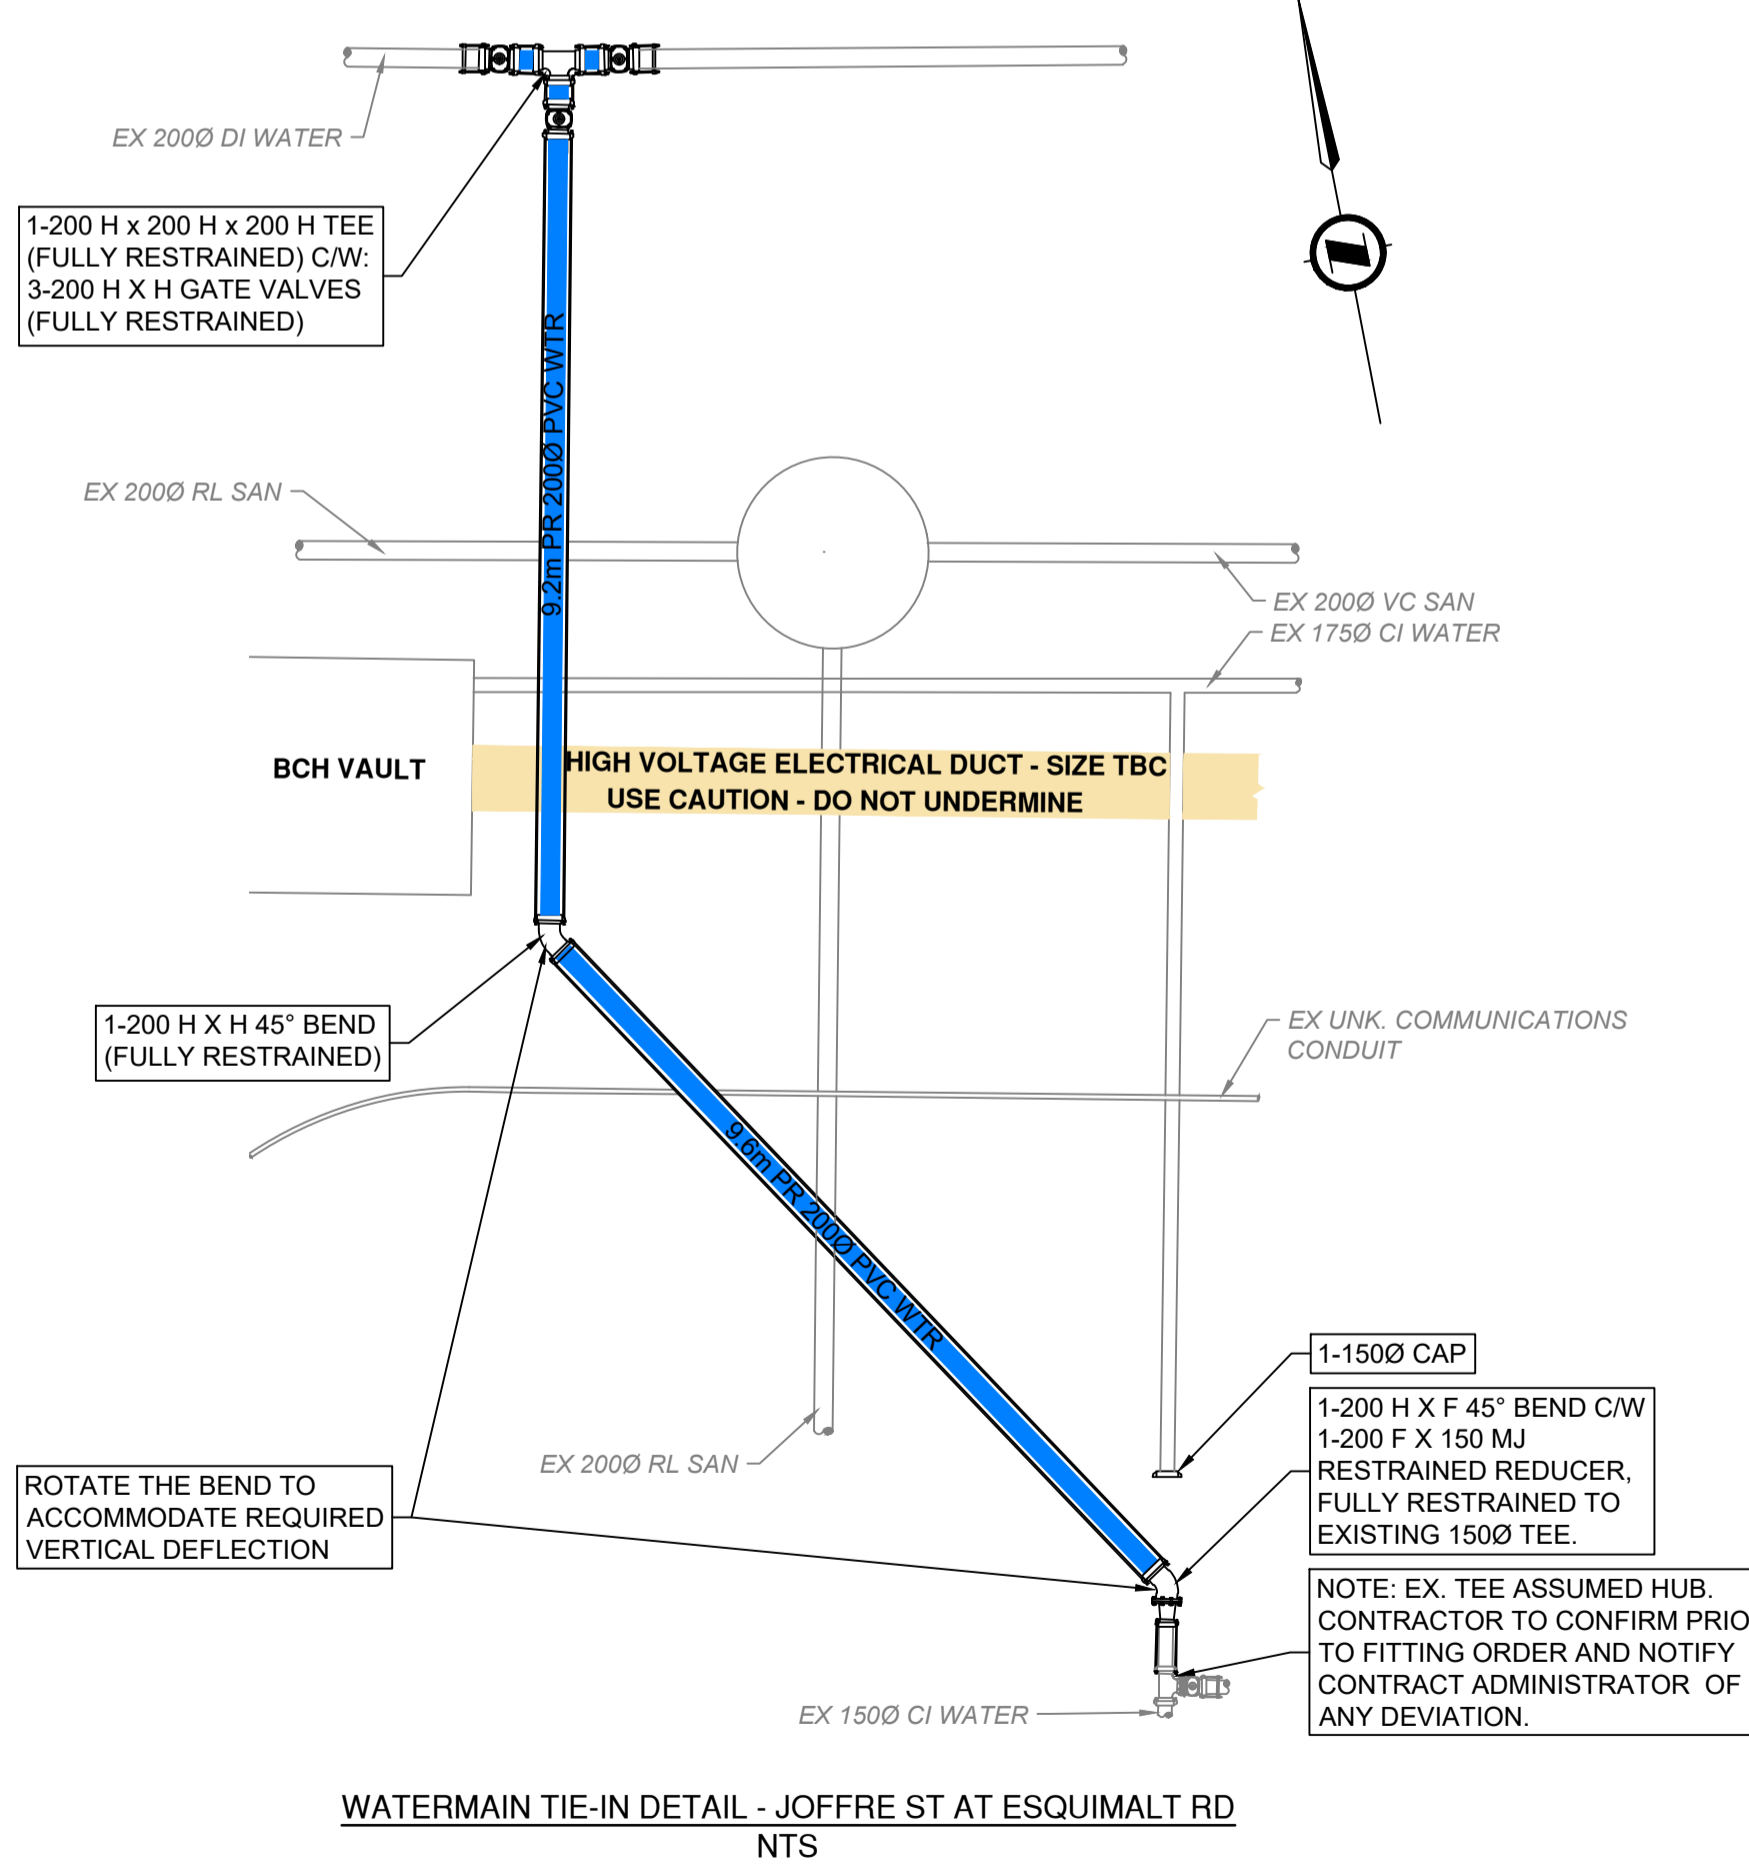 EX 200Ø DI WATER
1-200 H x 200 H x 200 H TEE
(FULLY RESTRAINED) C/W:
3-200 H X H GATE VALVES
(FULLY RESTRAINED)
9.2m PR 200Ø PVC WTR
EX 200Ø RL SAN
EX 200Ø VC SAN
EX 175Ø CI WATER
BCH VAULT
HIGH VOLTAGE ELECTRICAL DUCT - SIZE TBC
USE CAUTION - DO NOT UNDERMINE
1-200 H X H 45° BEND
(FULLY RESTRAINED)
EX UNK. COMMUNICATIONS
CONDUIT
9.6m PR 200Ø PVC WTR
1-150Ø CAP
1-200 H X F 45° BEND C/W
1-200 F X 150 MJ
RESTRAINED REDUCER,
FULLY RESTRAINED TO
EXISTING 150Ø TEE.
EX 200Ø RL SAN
ROTATE THE BEND TO
ACCOMMODATE REQUIRED
VERTICAL DEFLECTION
NOTE: EX. TEE ASSUMED HUB.
CONTRACTOR TO CONFIRM PRIO
TO FITTING ORDER AND NOTIFY
CONTRACT ADMINISTRATOR OF
ANY DEVIATION.
EX 150Ø CI WATER
WATERMAIN TIE-IN DETAIL - JOFFRE ST AT ESQUIMALT RD
NTS